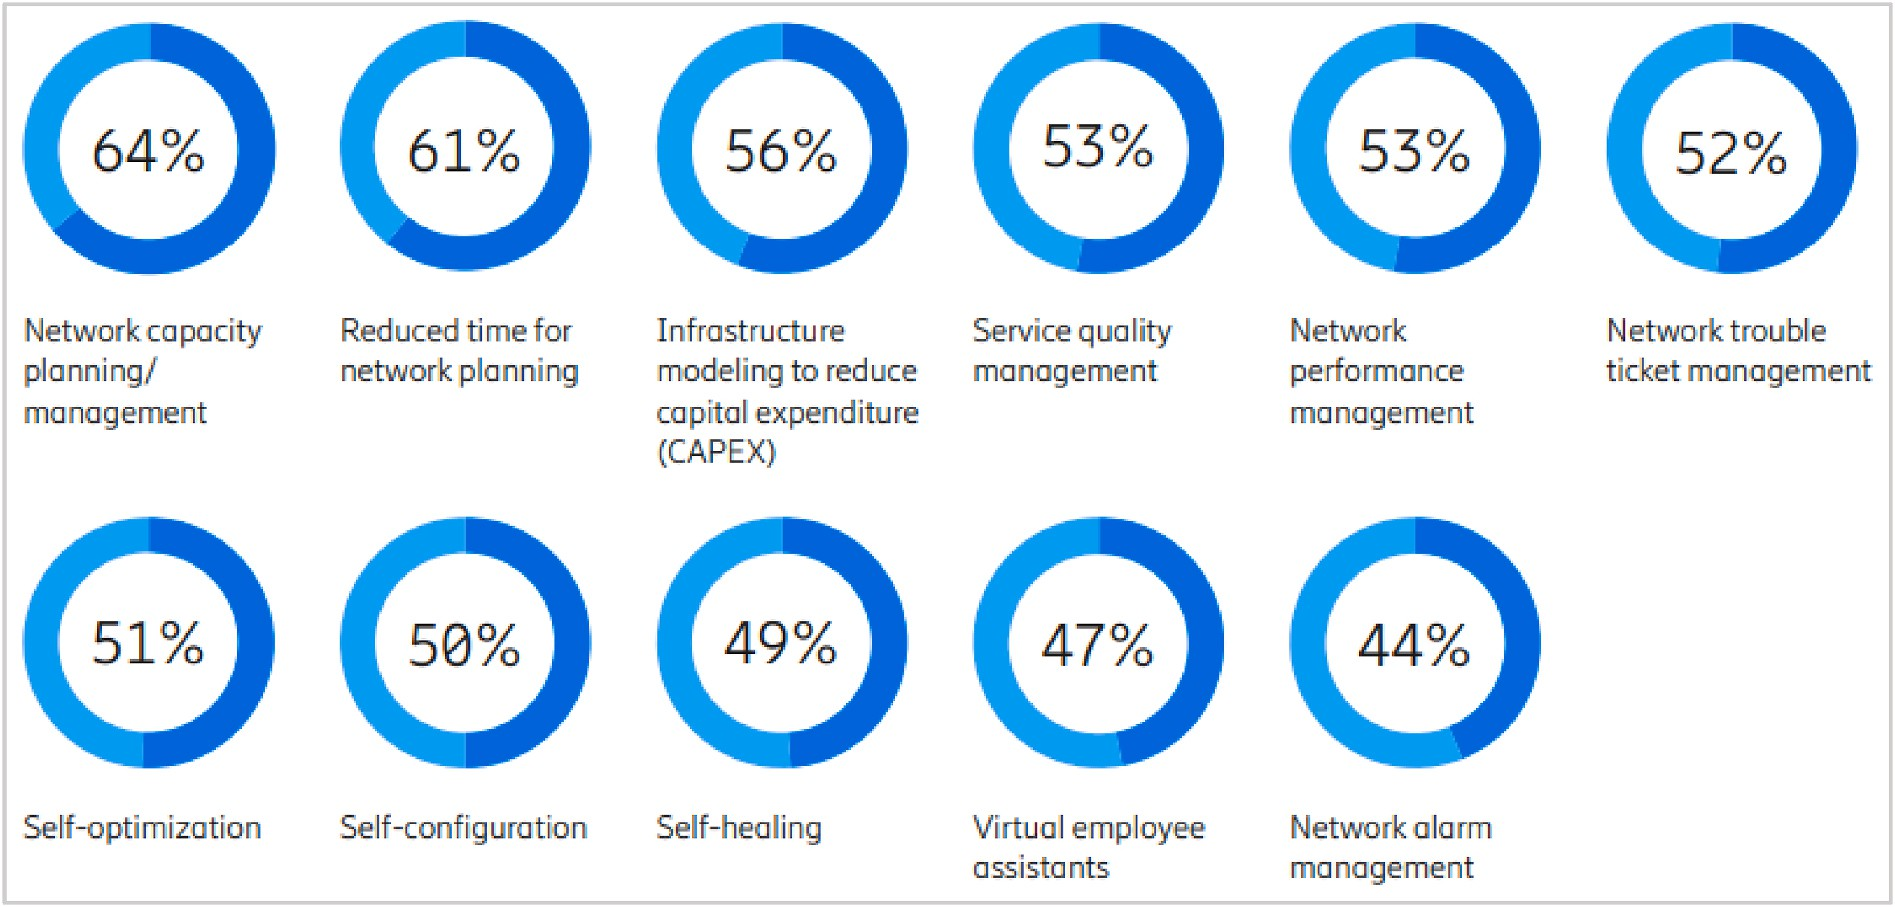 64%
61%
56%
53%
53%
52%
Network capacity
planning/
management
Reduced time for
network planning
Infrastructure
modeling to reduce
capital expenditure
(CAPEX)
Service quality
management
Network
performance
management
Network trouble
ticket management
51%
50%
49%
47%
44%
Self-optimization
Self-configuration
Self-healing
Virtual employee
assistants
Network alarm
management